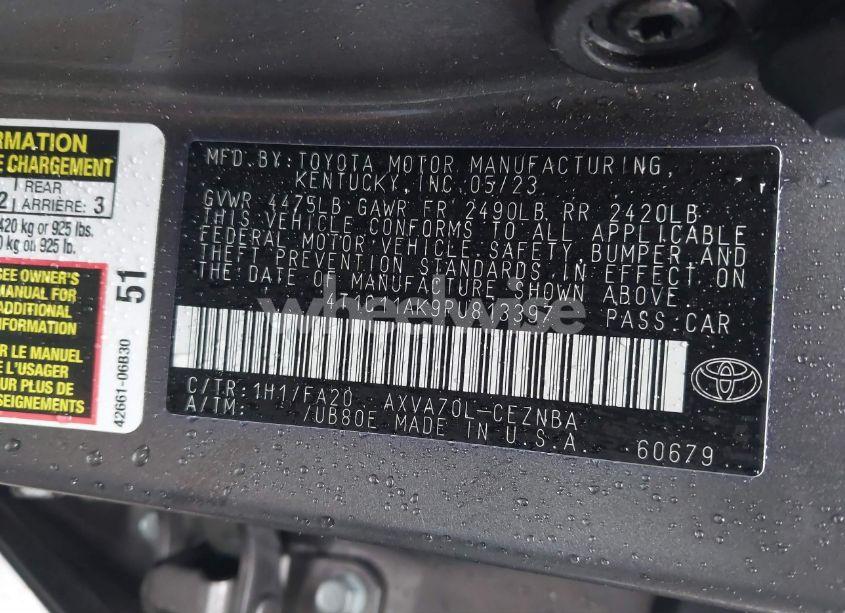 RMATION
E CHARGEMENT
REAR
2 ARRIÈRE: 3
420 kg or 925 lbs.
0 kg ou 925 lb.
SEE OWNER'S
MANUAL FOR
ADDITIONAL
INFORMATION
R LE MANUEL
L'USAGER
UR PLUS DE
SEIGNEMENTS
51
42661-06B30
MFD. BY: TOYOTA MOTOR MANUFACTURING,
KENTUCKY, INC. 05/23
GVWR 4475LB GAWR FR 2490LB RR 2420LB
THIS VEHICLE CONFORMS TO ALL APPLICABLE
FEDERAL MOTOR VEHICLE SAFETY, BUMPER, AND
THEFT PREVENTION STANDARDS IN EFFECT ON
THE DATE OF MANUFACTURE SHOWN ABOVE.
PASS.CAR
wheelwise
C/TR: 1H1/FA20 AXVA70L-CEZNBA
A/TM: /UB80E MADE IN U.S.A.
60679